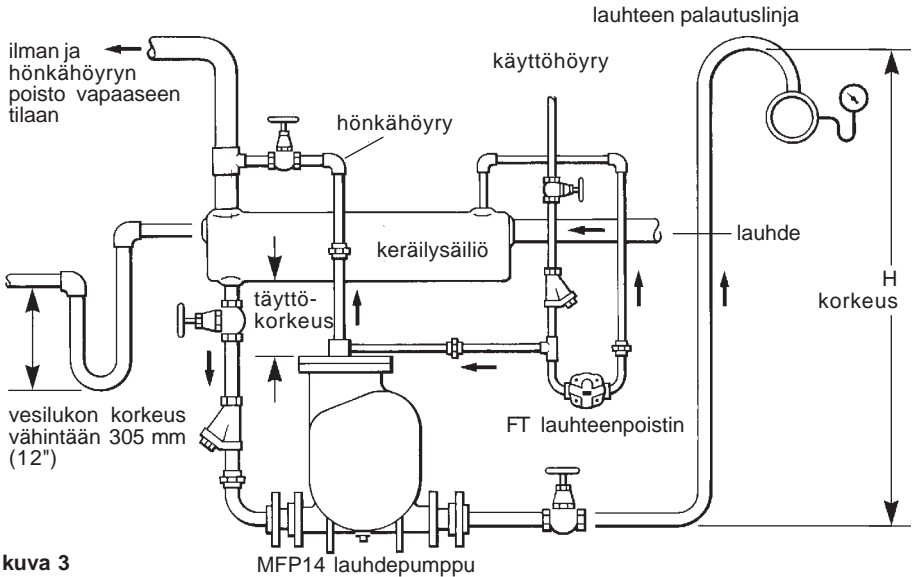 lauhteen palautuslinja
ilman ja
hönkähöyryn
poisto vapaaseen
tilaan
käyttöhöyry
hönkähöyry
lauhde
keräilysäiliö
täyttö-
korkeus
H
korkeus
vesilukon korkeus
vähintään 305 mm
(12")
FT lauhteenpoistin
kuva 3
MFP14 lauhdepumppu